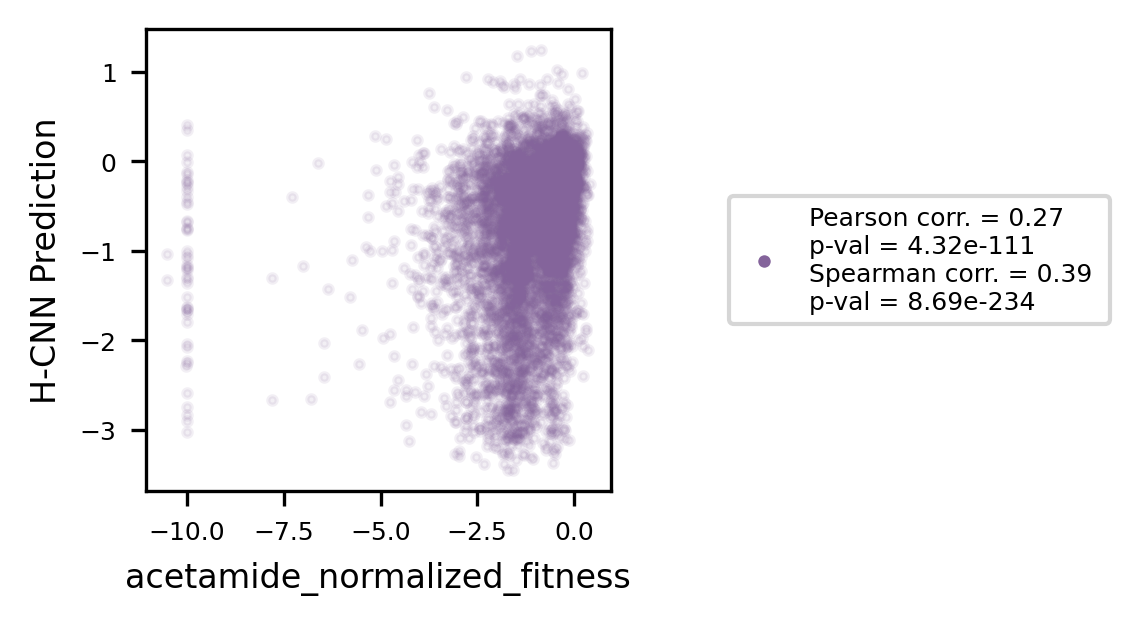 H-CNN Prediction
1
0
−1
−2
−3
−10.0 −7.5 −5.0 −2.5 0.0
acetamide_normalized_fitness
Pearson corr. = 0.27
p-val = 4.32e-111
Spearman corr. = 0.39
p-val = 8.69e-234